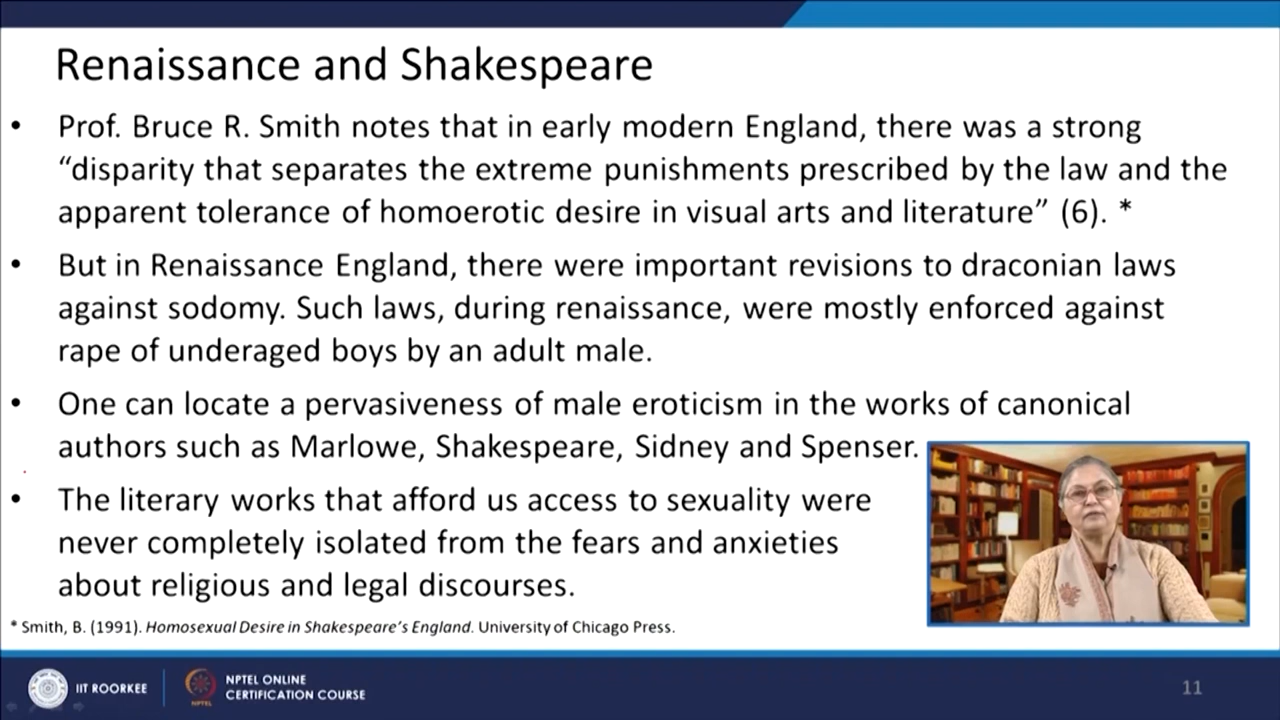 Renaissance and Shakespeare
• Prof. Bruce R. Smith notes that in early modern England, there was a strong
“disparity that separates the extreme punishments prescribed by the law and the
apparent tolerance of homoerotic desire in visual arts and literature” (6). *
• But in Renaissance England, there were important revisions to draconian laws
against sodomy. Such laws, during renaissance, were mostly enforced against
rape of underaged boys by an adult male.
• One can locate a pervasiveness of male eroticism in the works of canonical
authors such as Marlowe, Shakespeare, Sidney and Spenser.
• The literary works that afford us access to sexuality were
never completely isolated from the fears and anxieties
about religious and legal discourses.
* Smith, B. (1991). Homosexual Desire in Shakespeare’s England. University of Chicago Press.
IIT ROORKEE
NPTEL
NPTEL ONLINE
CERTIFICATION COURSE
11